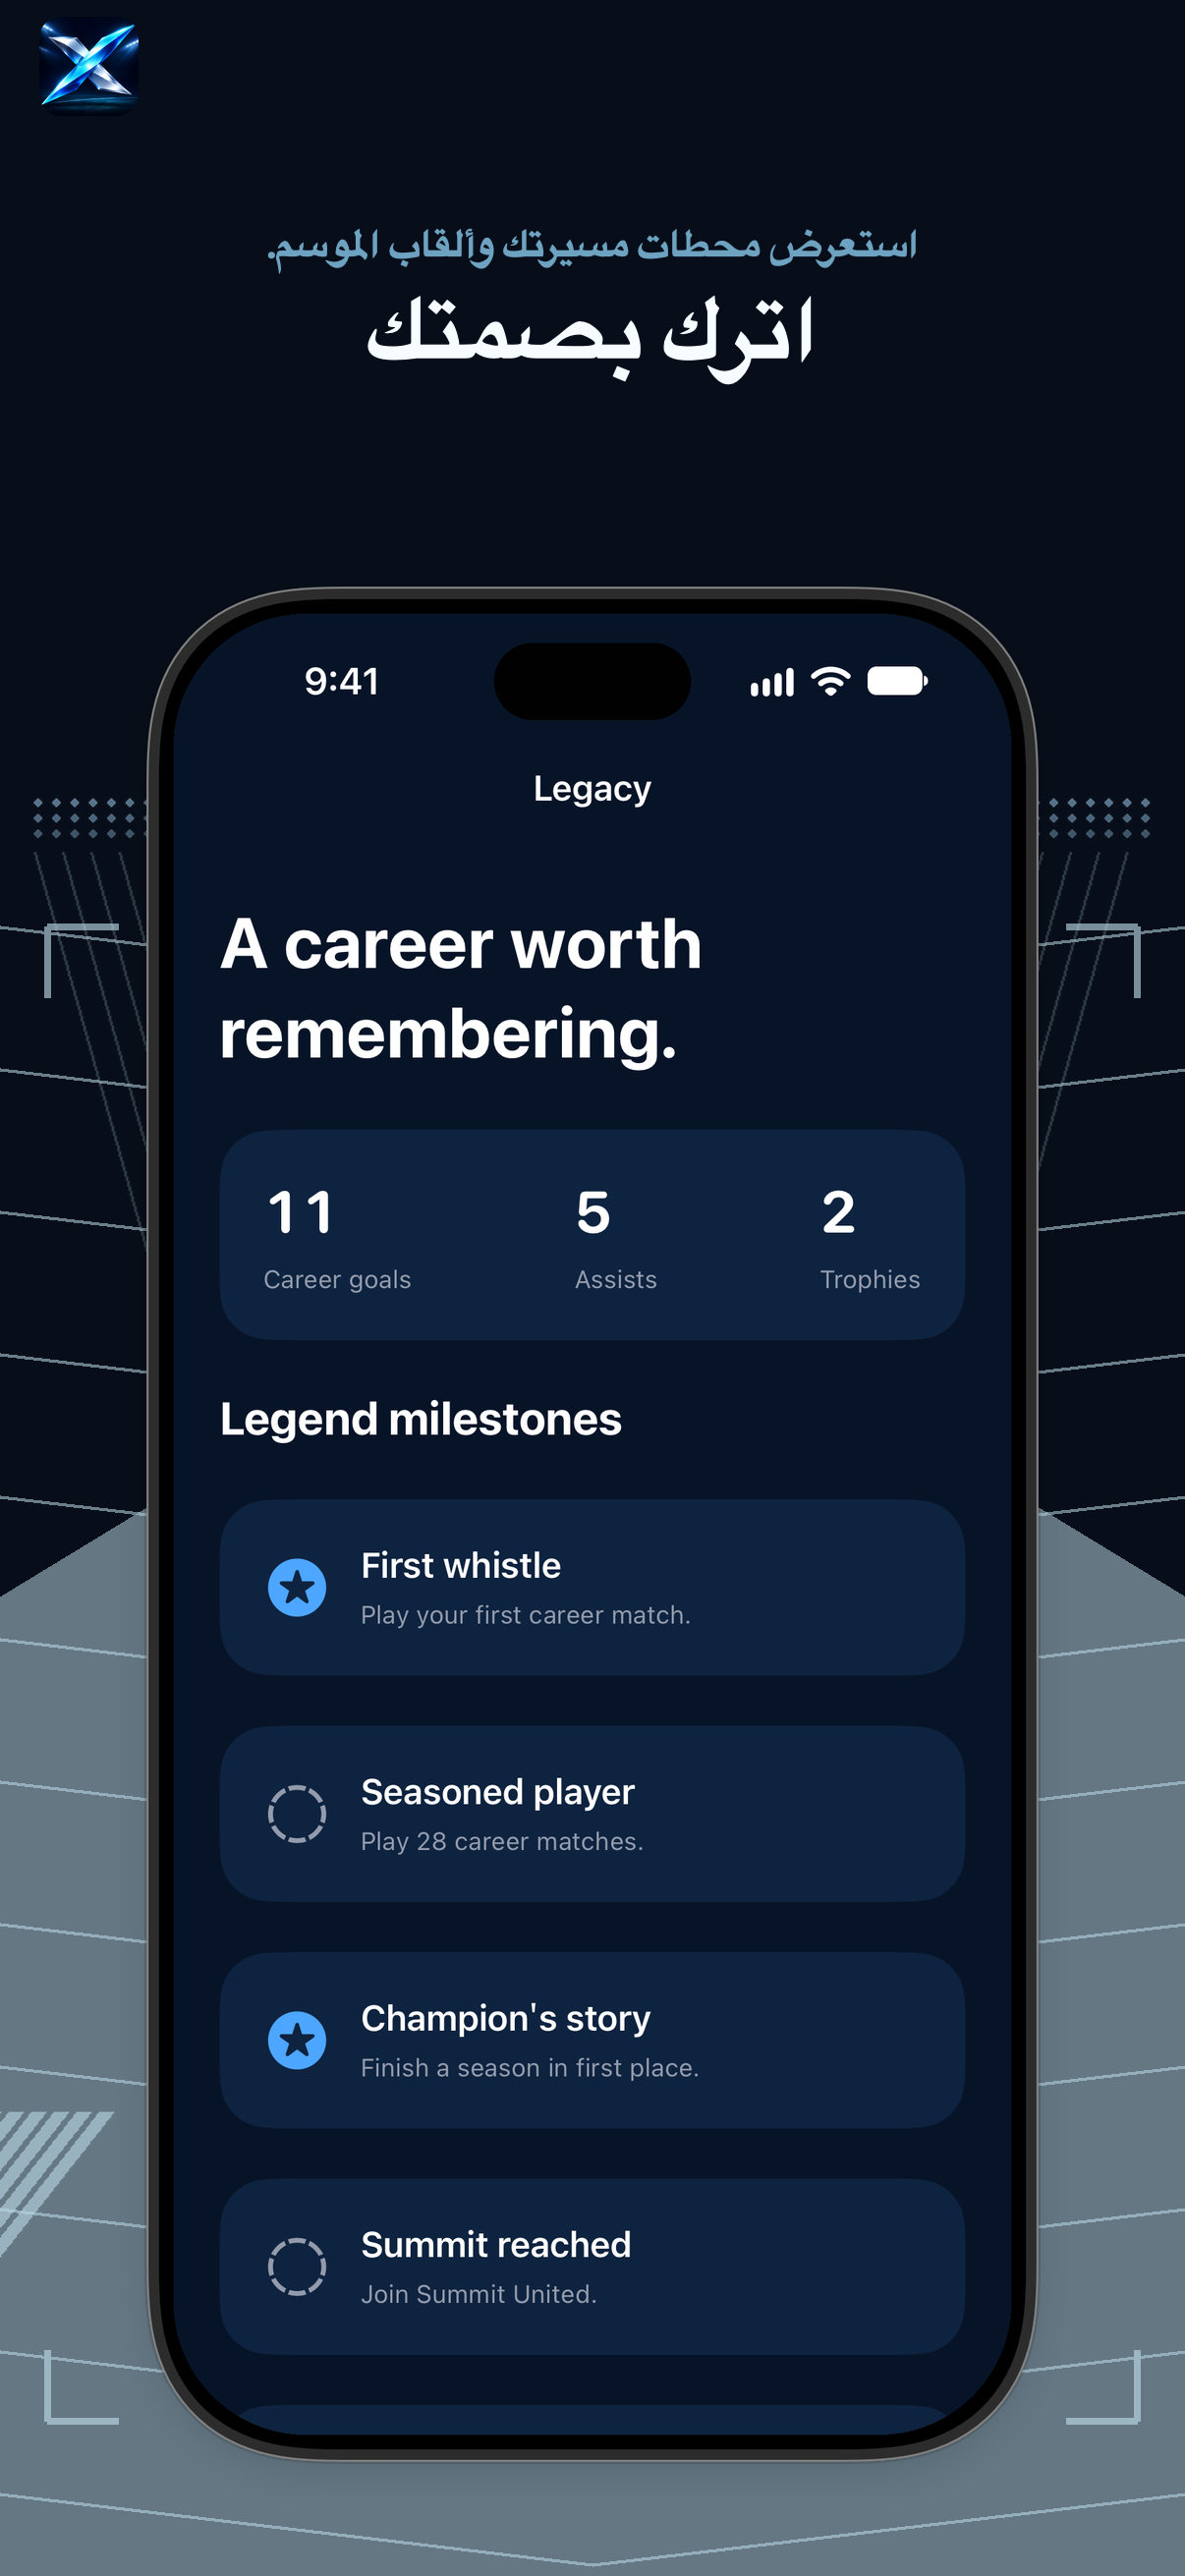 استعرض محطات مسيرتك وألقاب الموسم.
اترك بصمتك
9:41
Legacy
A career worth
remembering.
11 5 2
Career goals Assists Trophies
Legend milestones
First whistle
Play your first career match.
Seasoned player
Play 28 career matches.
Champion's story
Finish a season in first place.
Summit reached
Join Summit United.